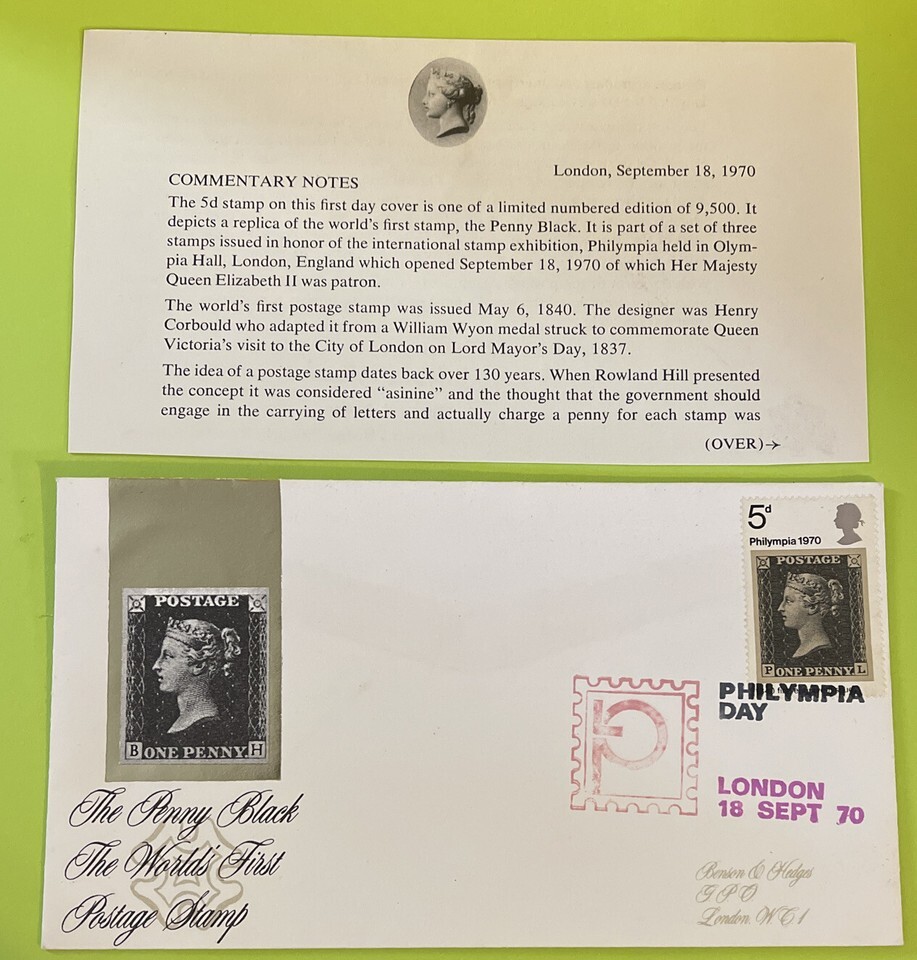 London, September 18, 1970
COMMENTARY NOTES
The 5d stamp on this first day cover is one of a limited numbered edition of 9,500. It
depicts a replica of the world's first stamp, the Penny Black. It is part of a set of three
stamps issued in honor of the international stamp exhibition, Philympia held in Olym-
pia Hall, London, England which opened September 18, 1970 of which Her Majesty
Queen Elizabeth II was patron.
The world's first postage stamp was issued May 6, 1840. The designer was Henry
Corbould who adapted it from a William Wyon medal struck to commemorate Queen
Victoria's visit to the City of London on Lord Mayor's Day, 1837.
The idea of a postage stamp dates back over 130 years. When Rowland Hill presented
the concept it was considered "asinine" and the thought that the government should
engage in the carrying of letters and actually charge a penny for each stamp was
(OVER)→
POSTAGE
B ONE PENNY H
The Penny Black
The World's First
Postage Stamp
5d
Philympia 1970
POSTAGE
P ONE PENNY L
PHILYMPIA
DAY
LONDON
18 SEPT 70
Benson & Hedges
G P O
London. W.C.1